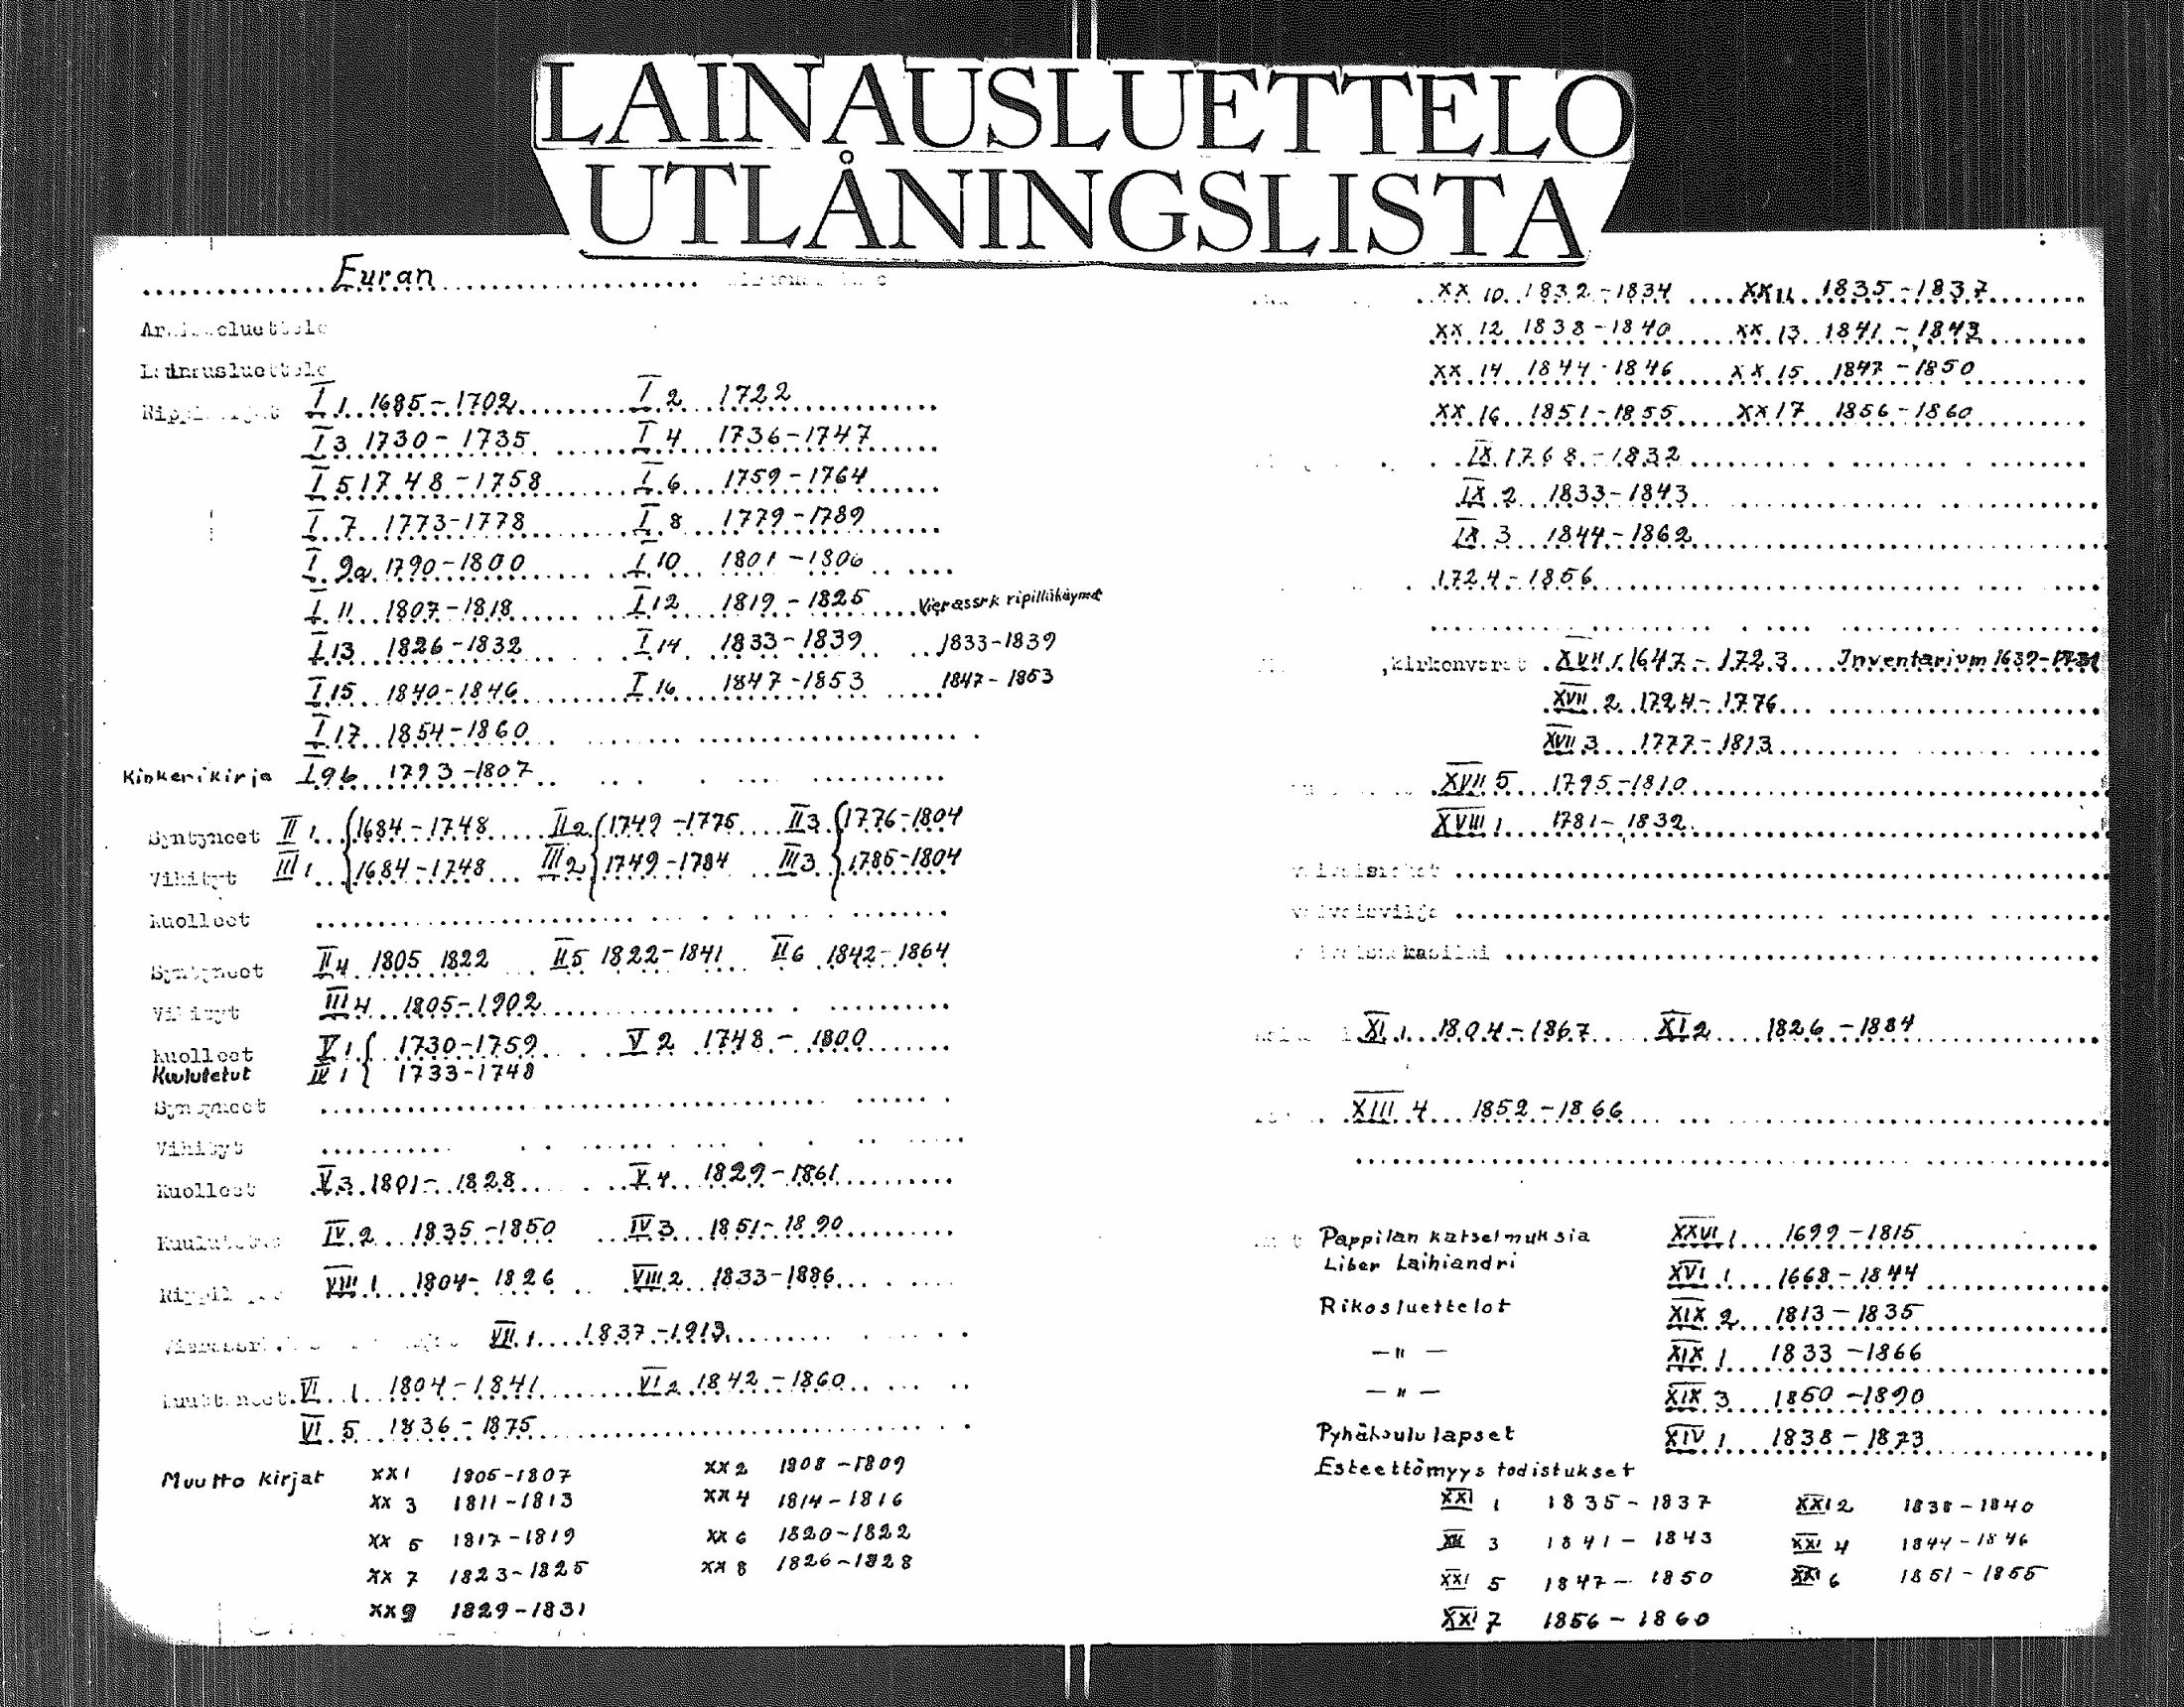 LAINAUSLUETTELO
UTLÅNINGSLISTA
Euran
Lainausluettelo
I 1 1685-1702 I 2 1722
I 3 1730-1735 I 4 1736-1747
I 5 1748-1758 I 6 1759-1764
I 7 1773-1778 I 8 1779-1789
I 9a 1790-1800 I 10 1801-1806
I 11 1807-1818 I 12 1819-1825 Vierassrk ripilläkäymät
I 13 1826-1832 I 14 1833-1839 1833-1839
I 15 1840-1846 I 16 1847-1853 1847-1853
I 17 1854-1860
Kinkerikirja I 9b 1793-1807
Syntyneet II 1 1684-1748 II 2 1749-1775 II 3 1776-1804
Vihityt III 1 1684-1748 III 2 1749-1784 III 3 1785-1804
Kuolleet
Syntyneet II 4 1805 1822 II 5 1822-1841 II 6 1842-1864
Vihityt III 4 1805-1902
Kuolleet V 1 1730-1759 V 2 1748-1800
Kuulutetut IV 1 1733-1748
Syntyneet
Vihityt
Kuolleet V 3 1801-1828 V 4 1829-1861
IV 2 1835-1850 IV 3 1851-1890
VIII 1 1804-1826 VIII 2 1833-1886
VII 1 1837-1913
VI 1 1804-1841 VI 2 1842-1860
VI 5 1836-1875
Muutto kirjat XX 1 1805-1807 XX 2 1808-1809
XX 3 1811-1813 XX 4 1814-1816
XX 5 1817-1819 XX 6 1820-1822
XX 7 1823-1825 XX 8 1826-1828
XX 9 1829-1831
XX 10 1832-1834 XX 11 1835-1837
XX 12 1838-1840 XX 13 1841-1843
XX 14 1844-1846 XX 15 1847-1850
XX 16 1851-1855 XX 17 1856-1860
IX 1768-1832
IX 2 1833-1843
IX 3 1844-1862
1724-1856
XVII 1 1647-1723 Inventarium
XVII 2 1724-1776
XVII 3 1777-1813
XVII 5 1795-1810
XVIII 1 1781-1832
XI 1 1804-1867 XI 2 1826-1884
XIII 4 1852-1866
Pappilan katselmuksia XXVI 1 1699-1815
Liber Laihiandri XVI 1 1668-1844
Rikosluettelot XIX 2 1813-1835
-"- XIX 1 1833-1866
-"- XIX 3 1850-1890
Pyhäkoulu lapset XIV 1 1838-1873
Esteettömyys todistukset
XXI 1 1835-1837 XXI 2 1838-1840
XXI 3 1841-1843 XXI 4 1844-1846
XXI 5 1847-1850 XXI 6 1851-1855
XXI 7 1856-1860